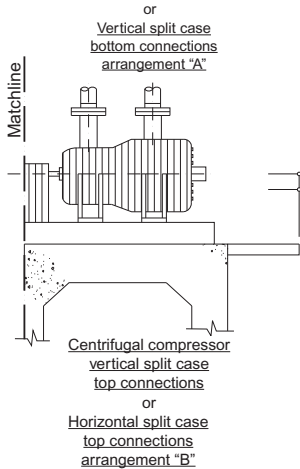 or
Vertical split case
bottom connections
arrangement “A”
Matchline
Centrifugal compressor
vertical split case
top connections
or
Horizontal split case
top connections
arrangement “B”